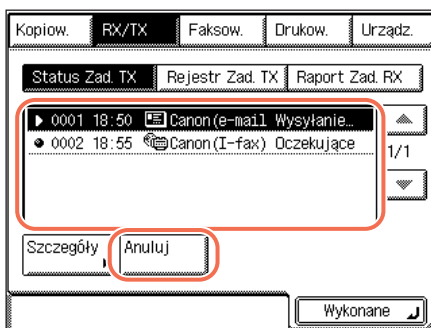 Kopiow. RX/TX Faksow. Drukow. Urządz.
Status Zad. TX Rejestr Zad. TX Raport Zad. RX
0001 18:50 Canon(e-mail Wysyłanie...
0002 18:55 Canon(I-fax) Oczekujące
1/1
Szczegóły Anuluj
Wykonane